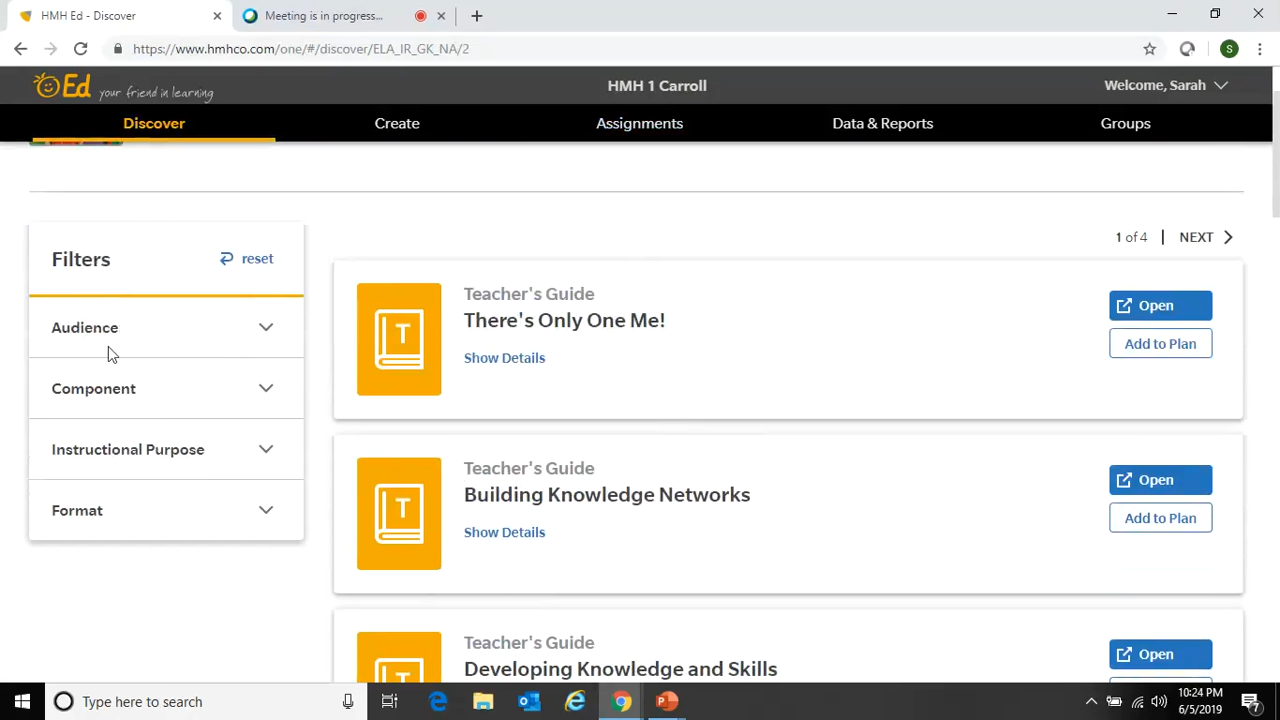 HMH Ed - Discover
Meeting is in progress...
https://www.hmhco.com/one/#/discover/ELA_IR_GK_NA/2
S
Ed your friend in learning
HMH 1 Carroll
Welcome, Sarah
Discover
Create
Assignments
Data & Reports
Groups
Filters
reset
Audience
Component
Instructional Purpose
Format
1 of 4 | NEXT
T
Teacher's Guide
There's Only One Me!
Show Details
Open
Add to Plan
T
Teacher's Guide
Building Knowledge Networks
Show Details
Open
Add to Plan
T
Teacher's Guide
Developing Knowledge and Skills
Open
Type here to search
10:24 PM
6/5/2019
7